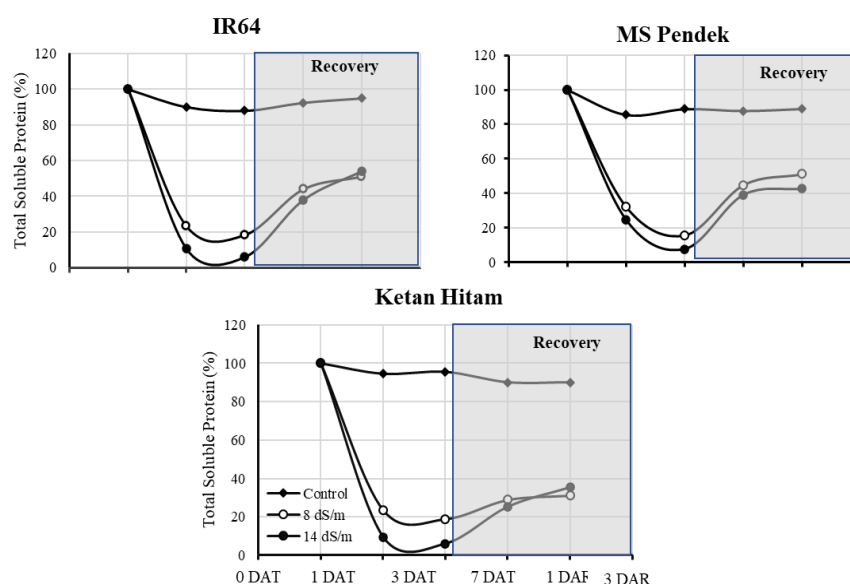 IR64
Total Soluble Protein (%)
120
100
80
60
40
20
0
Recovery
MS Pendek
120
100
80
60
40
20
0
Recovery
Ketan Hitam
Total Soluble Protein (%)
120
100
80
60
40
20
0
Recovery
Control
8 dS/m
14 dS/m
0 DAT 1 DAT 3 DAT 7 DAT 1 DAR 3 DAR